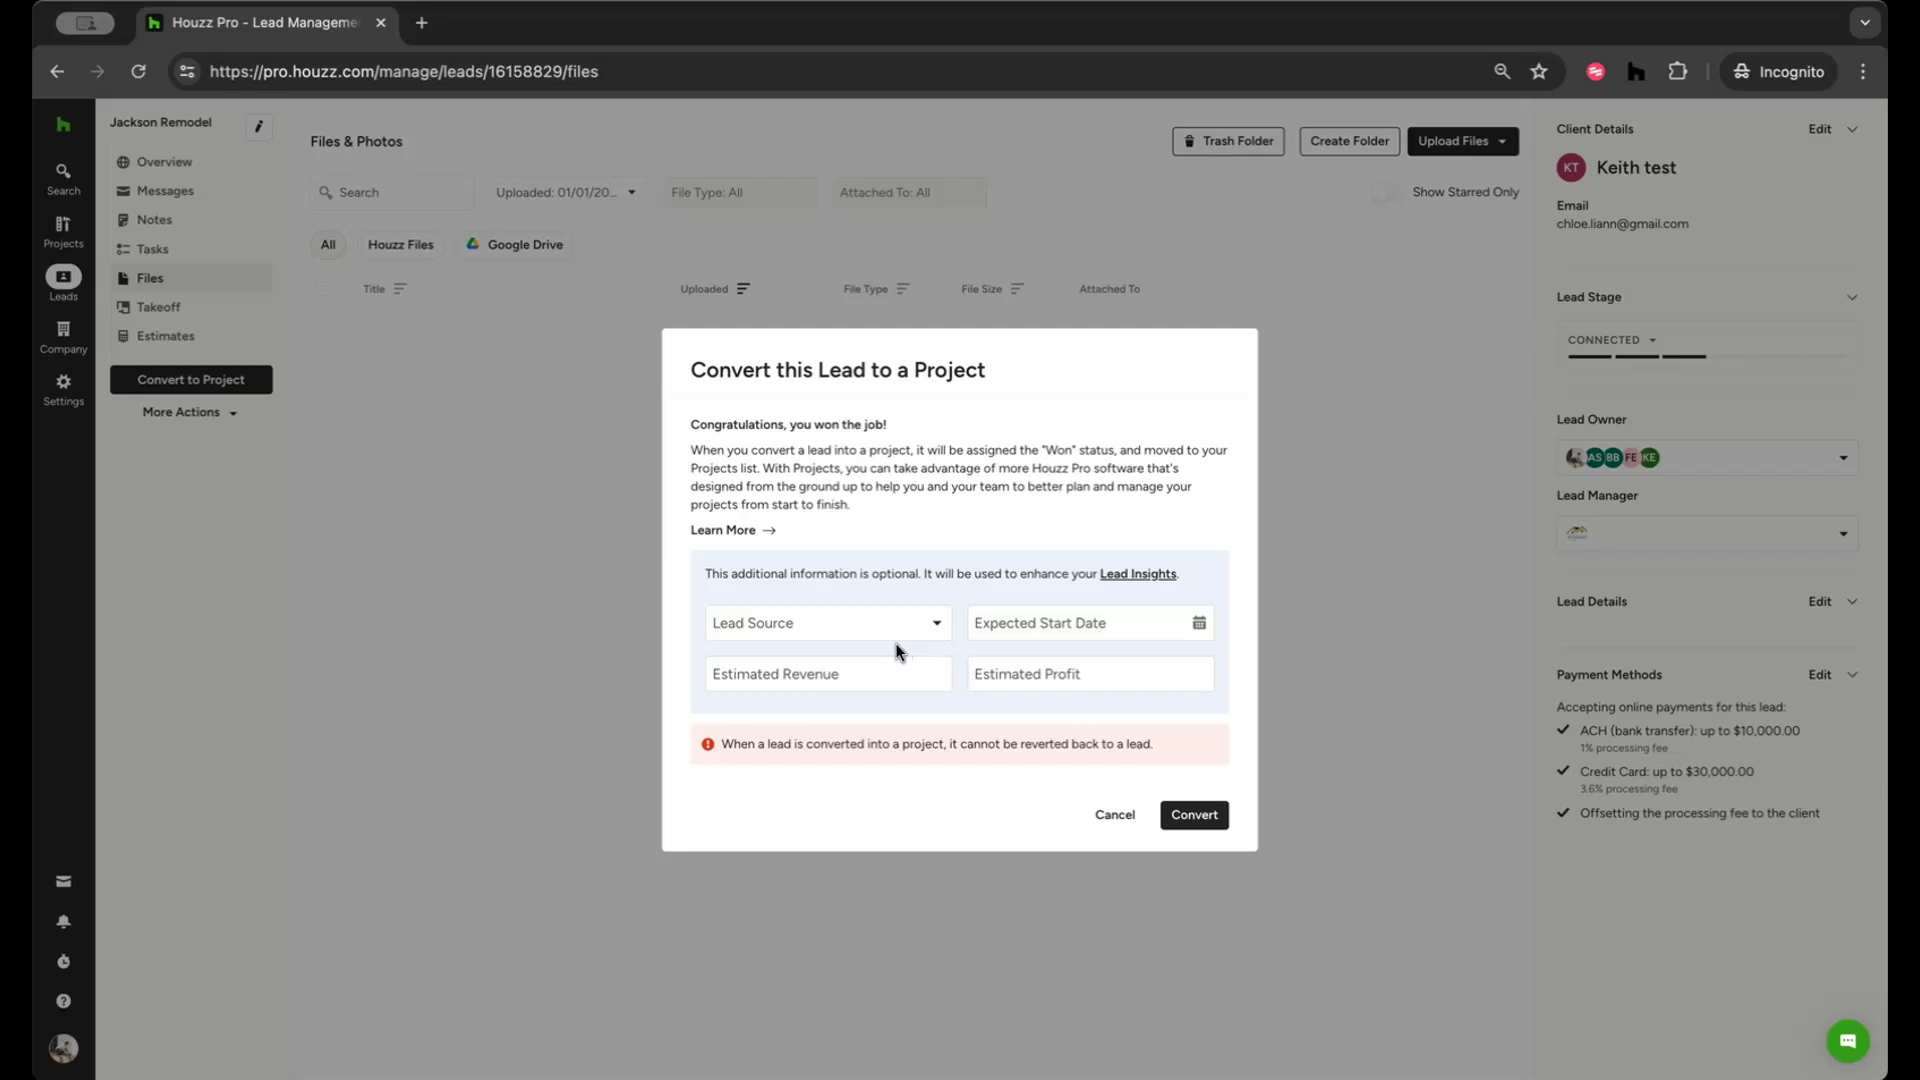 Houzz Pro - Lead Manageme
https://pro.houzz.com/manage/leads/16158829/files
Incognito
Search
Projects
Leads
Company
Settings
Jackson Remodel
Overview
Messages
Notes
Tasks
Files
Takeoff
Estimates
Convert to Project
More Actions
Files & Photos
Trash Folder
Create Folder
Upload Files
Search
Uploaded: 01/01/20...
File Type: All
Attached To: All
Show Starred Only
All
Houzz Files
Google Drive
Title
Uploaded
File Type
File Size
Attached To
Convert this Lead to a Project
Congratulations, you won the job!
When you convert a lead into a project, it will be assigned the "Won" status, and moved to your
Projects list. With Projects, you can take advantage of more Houzz Pro software that's
designed from the ground up to help you and your team to better plan and manage your
projects from start to finish.
Learn More
This additional information is optional. It will be used to enhance your Lead Insights.
Lead Source
Expected Start Date
Estimated Revenue
Estimated Profit
When a lead is converted into a project, it cannot be reverted back to a lead.
Cancel
Convert
Client Details
Edit
KT
Keith test
Email
chloe.liann@gmail.com
Lead Stage
CONNECTED
Lead Owner
AS
BB
FE
KE
Lead Manager
Lead Details
Edit
Payment Methods
Edit
Accepting online payments for this lead:
ACH (bank transfer): up to $10,000.00
1% processing fee
Credit Card: up to $30,000.00
3.6% processing fee
Offsetting the processing fee to the client